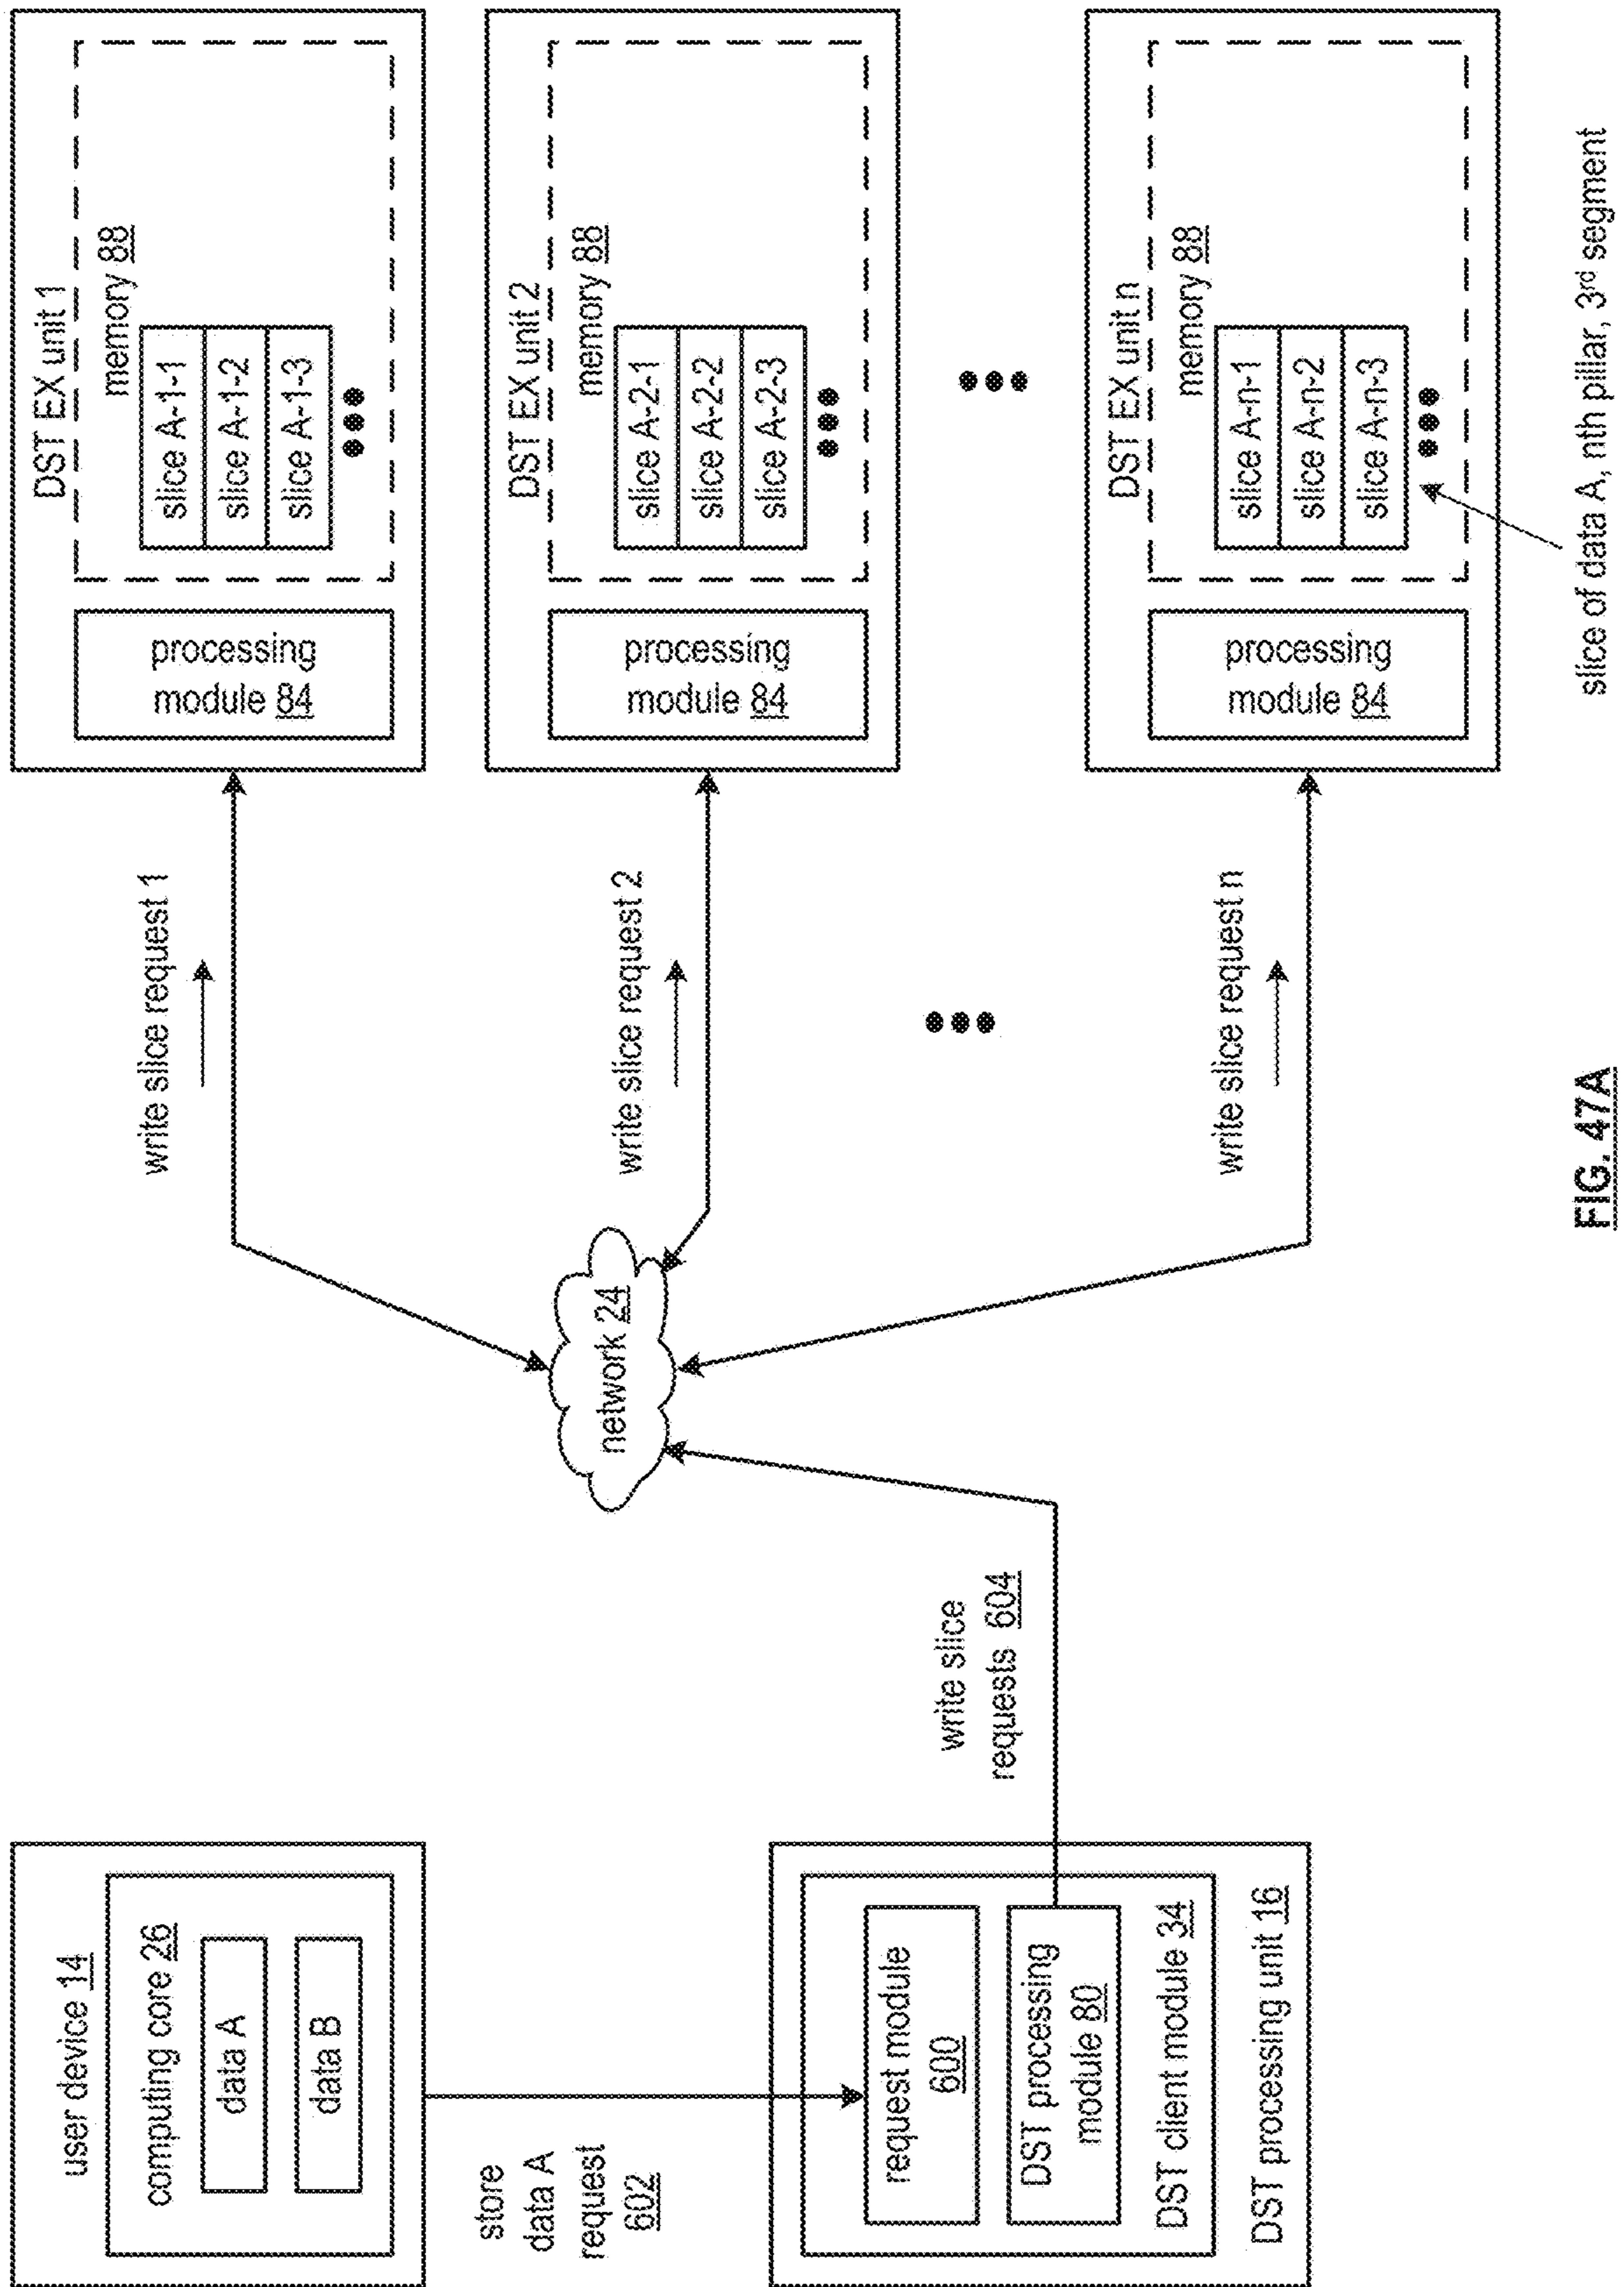 user device 14
computing core 26
data A
data B
store
data A
request
602
request module
600
DST processing
module 80
DST client module 34
DST processing unit 16
write slice
requests 604
network 24
write slice request 1
write slice request 2
write slice request n
DST EX unit 1
processing
module 84
memory 88
slice A-1-1
slice A-1-2
slice A-1-3
DST EX unit 2
processing
module 84
memory 88
slice A-2-1
slice A-2-2
slice A-2-3
DST EX unit n
processing
module 84
memory 88
slice A-n-1
slice A-n-2
slice A-n-3
slice of data A, nth pillar, 3rd segment
FIG. 47A